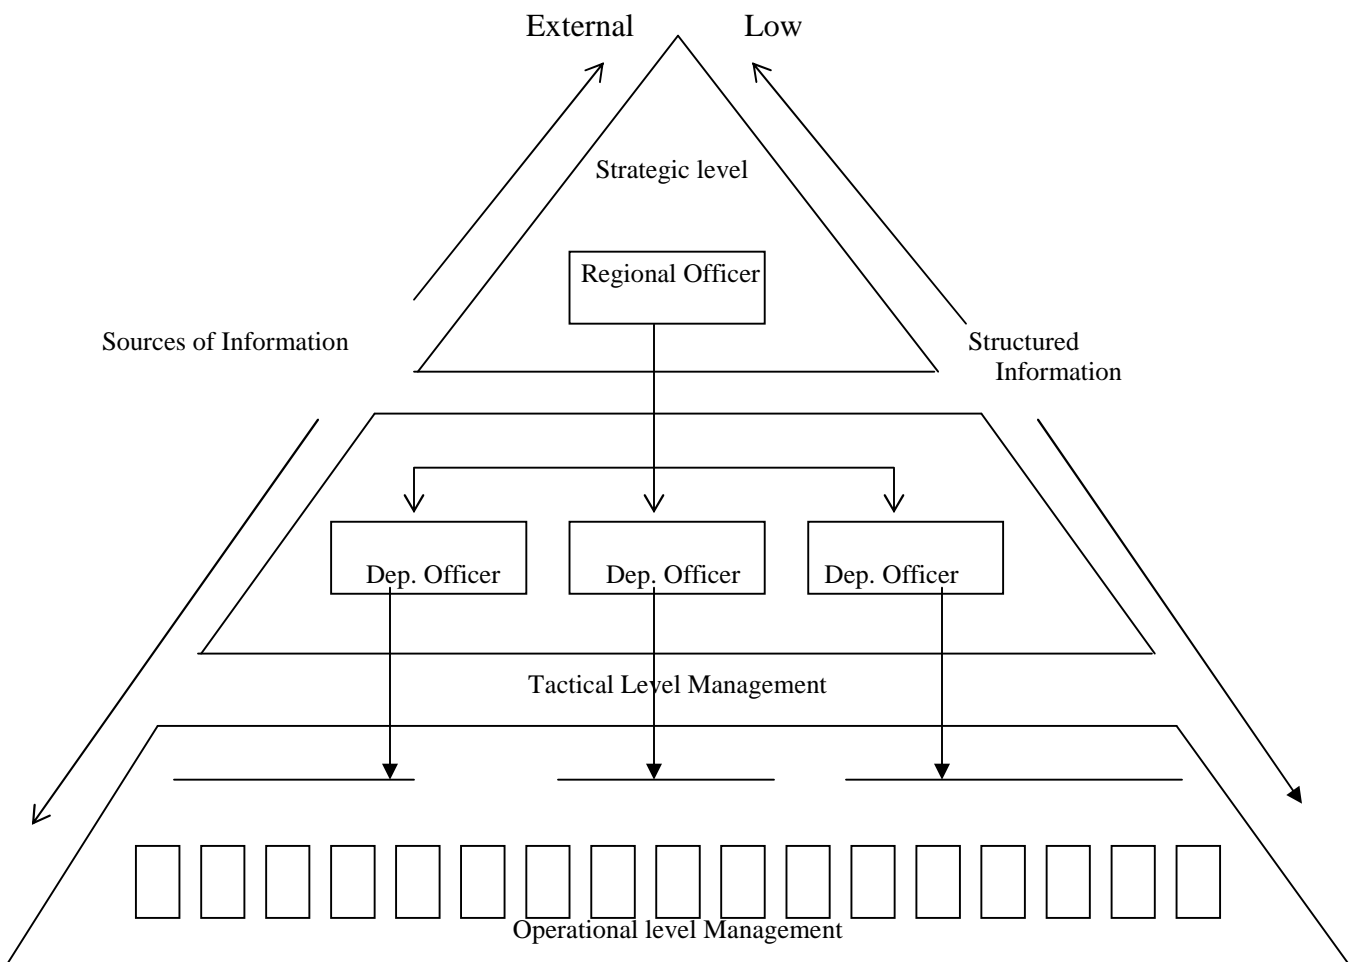 External Low
Strategic level
Regional Officer
Sources of Information
Structured
Information
Dep. Officer Dep. Officer Dep. Officer
Tactical Level Management
Operational level Management